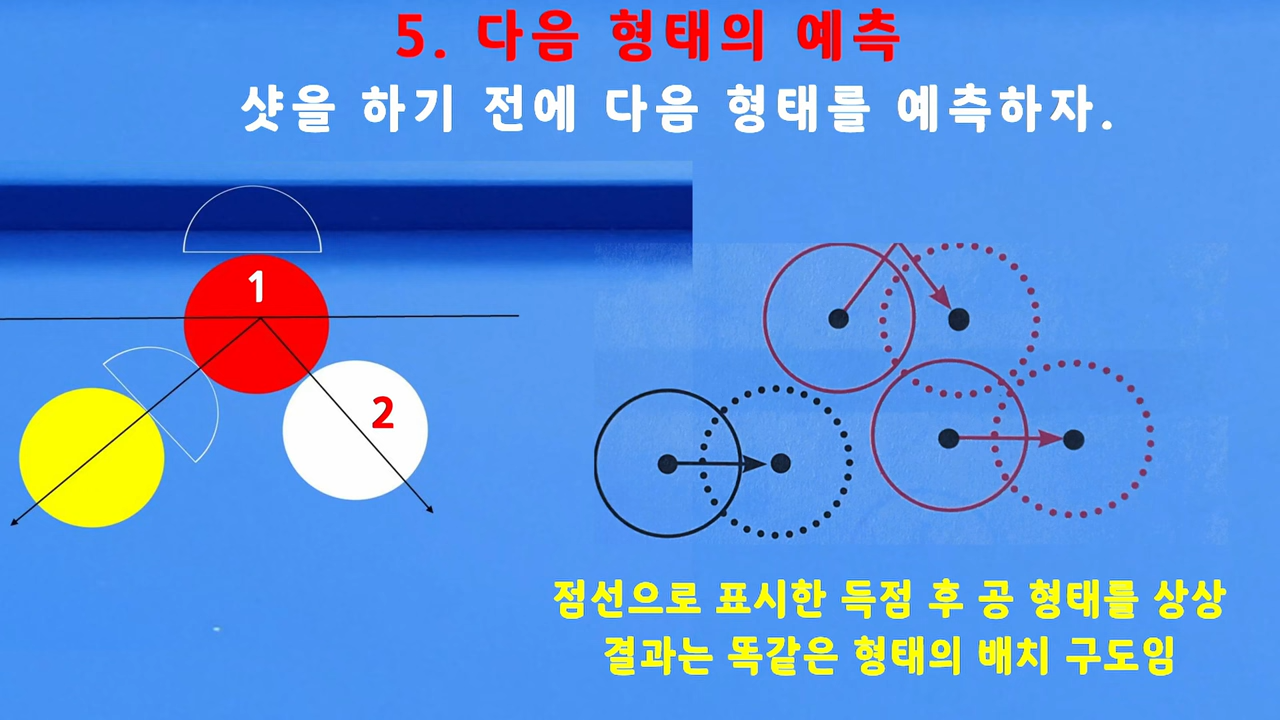 5. 다음 형태의 예측
샷을 하기 전에 다음 형태를 예측하자.
1
2
점선으로 표시한 득점 후 공 형태를 상상
결과는 똑같은 형태의 배치 구도임